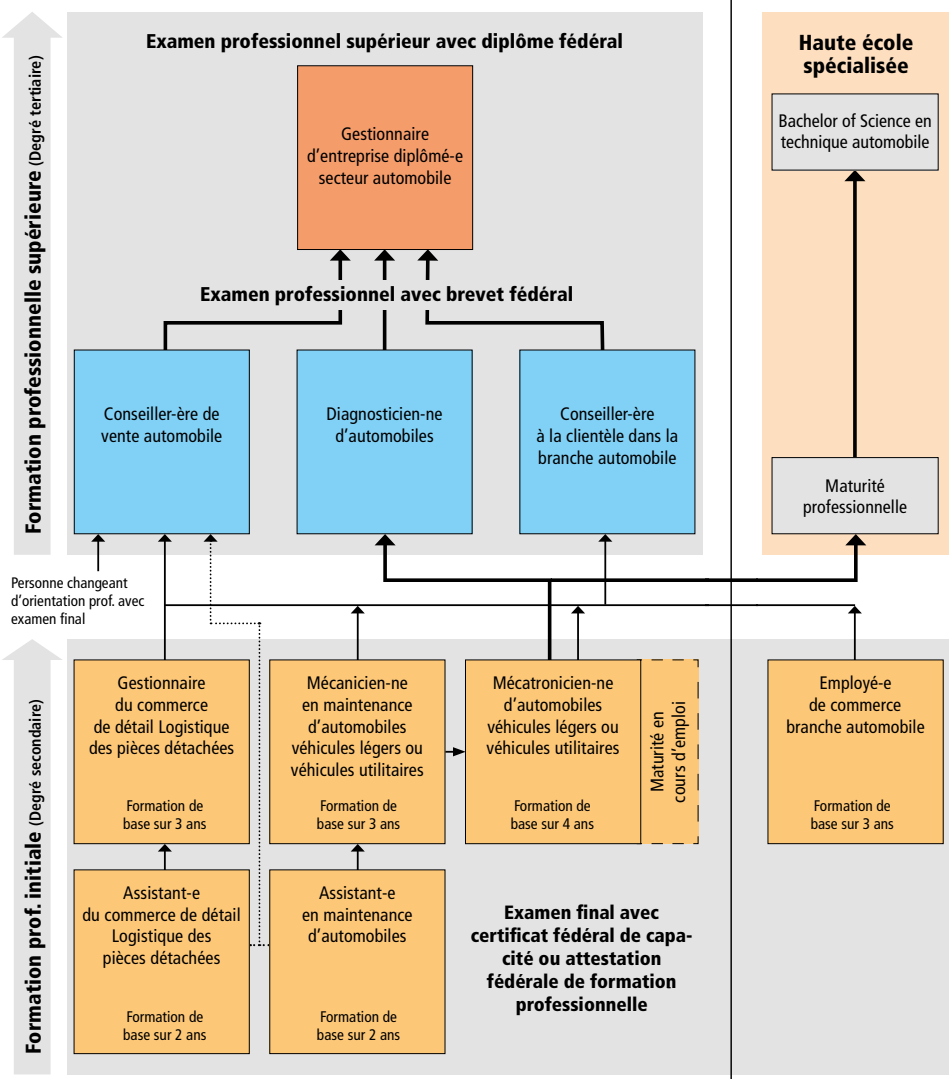 Formation professionnelle supérieure (Degré tertiaire)
Examen professionnel supérieur avec diplôme fédéral
Gestionnaire
d'entreprise diplômé-e
secteur automobile
Examen professionnel avec brevet fédéral
Conseiller-ère de
vente automobile
Diagnosticien-ne
d'automobiles
Conseiller-ère
à la clientèle dans la
branche automobile
Haute école
spécialisée
Bachelor of Science en
technique automobile
Maturité
professionnelle
Personne changeant
d'orientation prof. avec
examen final
Formation prof. initiale (Degré secondaire)
Gestionnaire
du commerce
de détail Logistique
des pièces détachées
Formation de
base sur 3 ans
Mécanicien-ne
en maintenance
d'automobiles
véhicules légers ou
véhicules utilitaires
Formation de
base sur 3 ans
Mécatronicien-ne
d'automobiles
véhicules légers ou
véhicules utilitaires
Formation de
base sur 4 ans
Maturité en
cours d'emploi
Employé-e
de commerce
branche automobile
Formation de
base sur 3 ans
Assistant-e
du commerce de détail
Logistique des
pièces détachées
Formation de
base sur 2 ans
Assistant-e
en maintenance
d'automobiles
Formation de
base sur 2 ans
Examen final avec
certificat fédéral de capa-
cité ou attestation
fédérale de formation
professionnelle